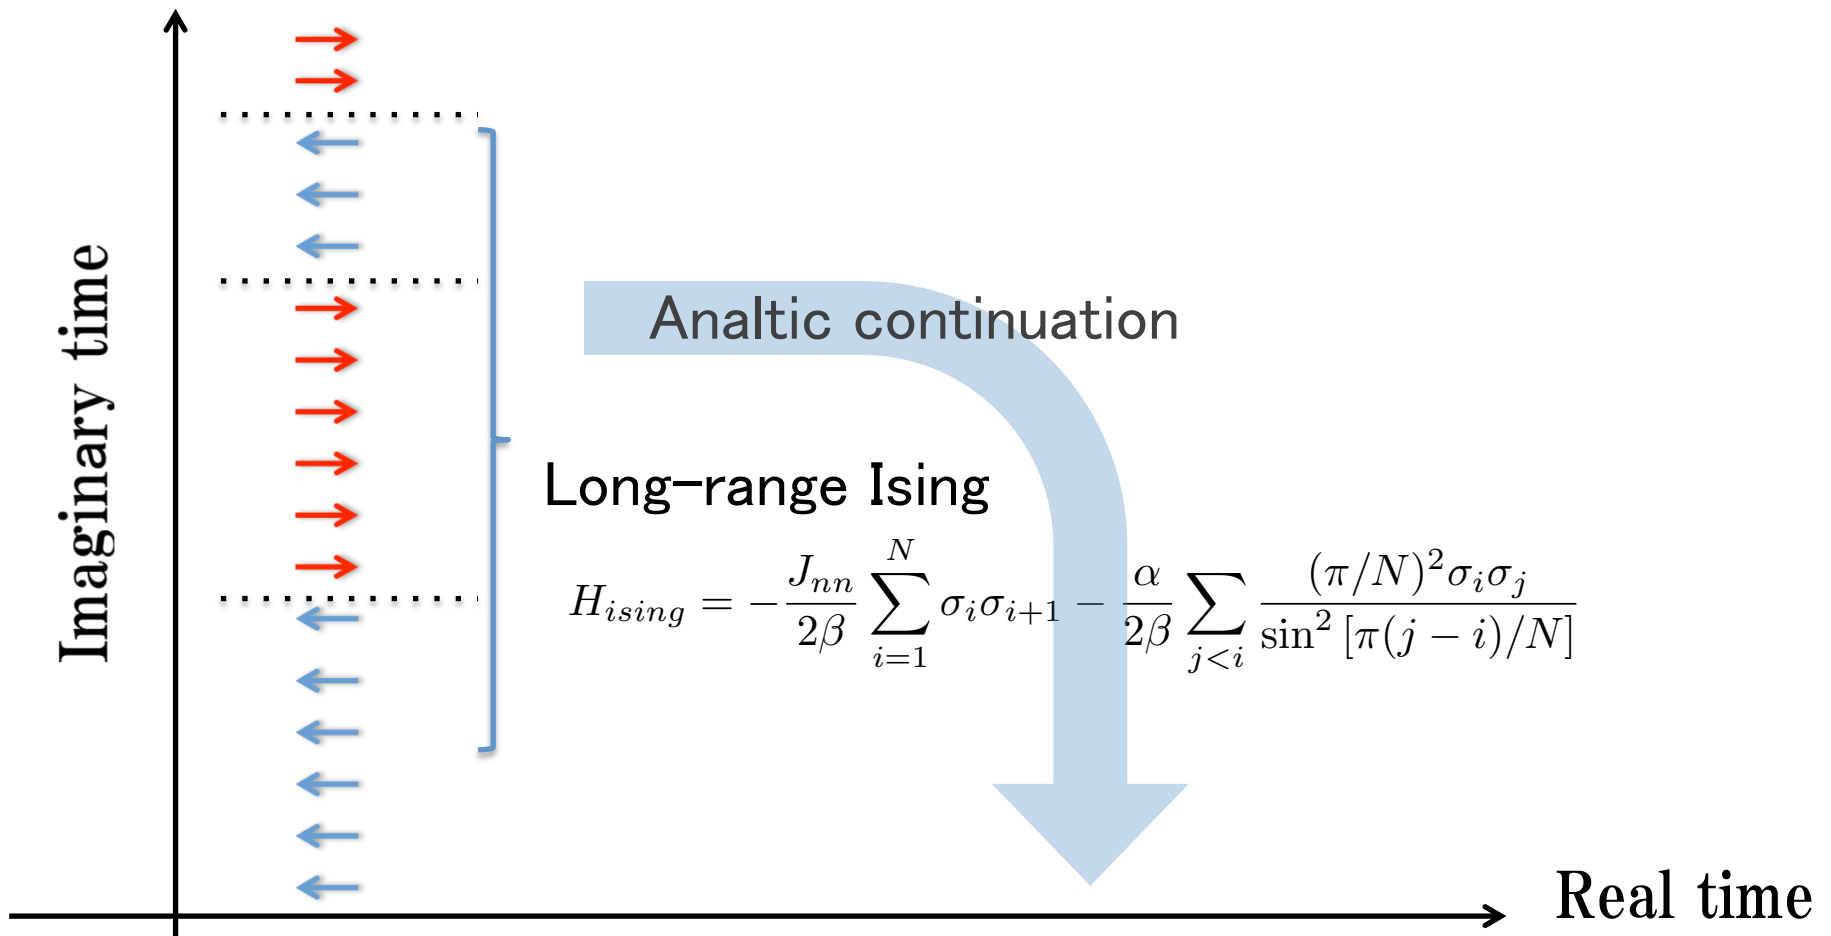 Imaginary time
Analtic continuation
Long-range Ising
H_{ising} = -\frac{J_{nn}}{2\beta} \sum_{i=1}^{N} \sigma_i \sigma_{i+1} - \frac{\alpha}{2\beta} \sum_{j<i} \frac{(\pi/N)^2 \sigma_i \sigma_j}{\sin^2 [\pi(j-i)/N]}
Real time